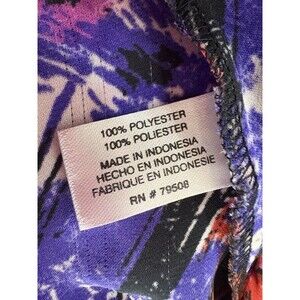 100% POLYESTER
100% POLIESTER
MADE IN INDONESIA
HECHO EN INDONESIA
FABRIQUE EN INDONESIE
RN # 79508